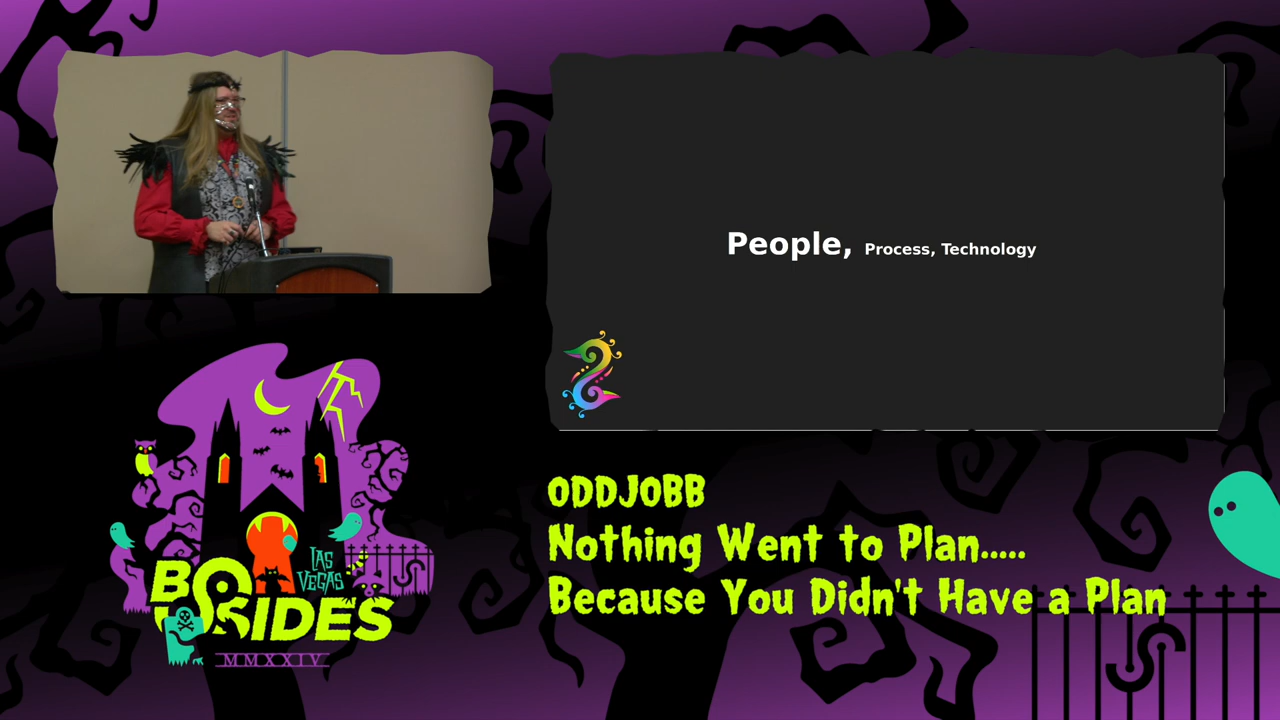 People, Process, Technology
LAS
VEGAS
BSIDES
MMXXIV
ODDJOBB
Nothing Went to Plan.....
Because You Didn't Have a Plan